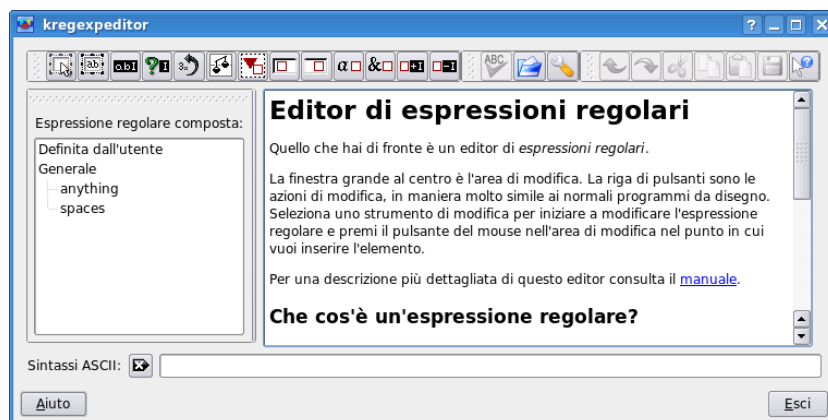 kregexpeditor
Espressione regolare composta:
Definita dall'utente
Generale
anything
spaces
Editor di espressioni regolari
Quello che hai di fronte è un editor di espressioni regolari.
La finestra grande al centro è l'area di modifica. La riga di pulsanti sono le
azioni di modifica, in maniera molto simile ai normali programmi da disegno.
Seleziona uno strumento di modifica per iniziare a modificare l'espressione
regolare e premi il pulsante del mouse nell'area di modifica nel punto in cui
vuoi inserire l'elemento.
Per una descrizione più dettagliata di questo editor consulta il manuale.
Che cos'è un'espressione regolare?
Sintassi ASCII:
Aiuto
Esci